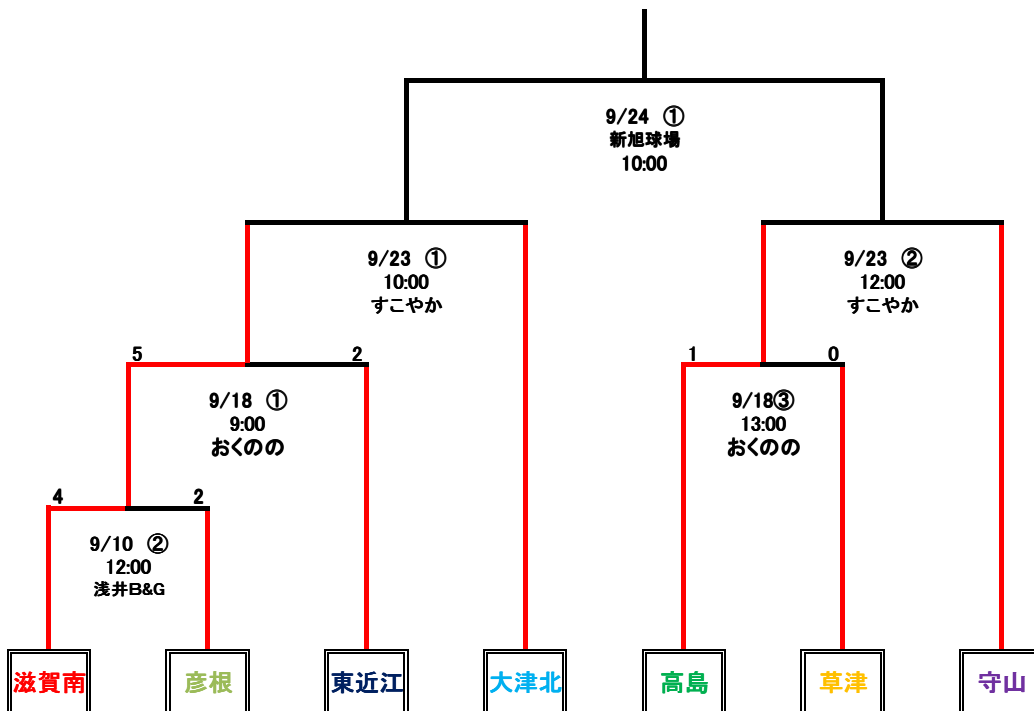 9/24 ①
新旭球場
10:00
9/23 ①
10:00
すこやか
9/23 ②
12:00
すこやか
5
2
9/18 ①
9:00
おくのの
1
0
9/18③
13:00
おくのの
4
2
9/10 ②
12:00
浅井B&G
滋賀南
彦根
東近江
大津北
高島
草津
守山